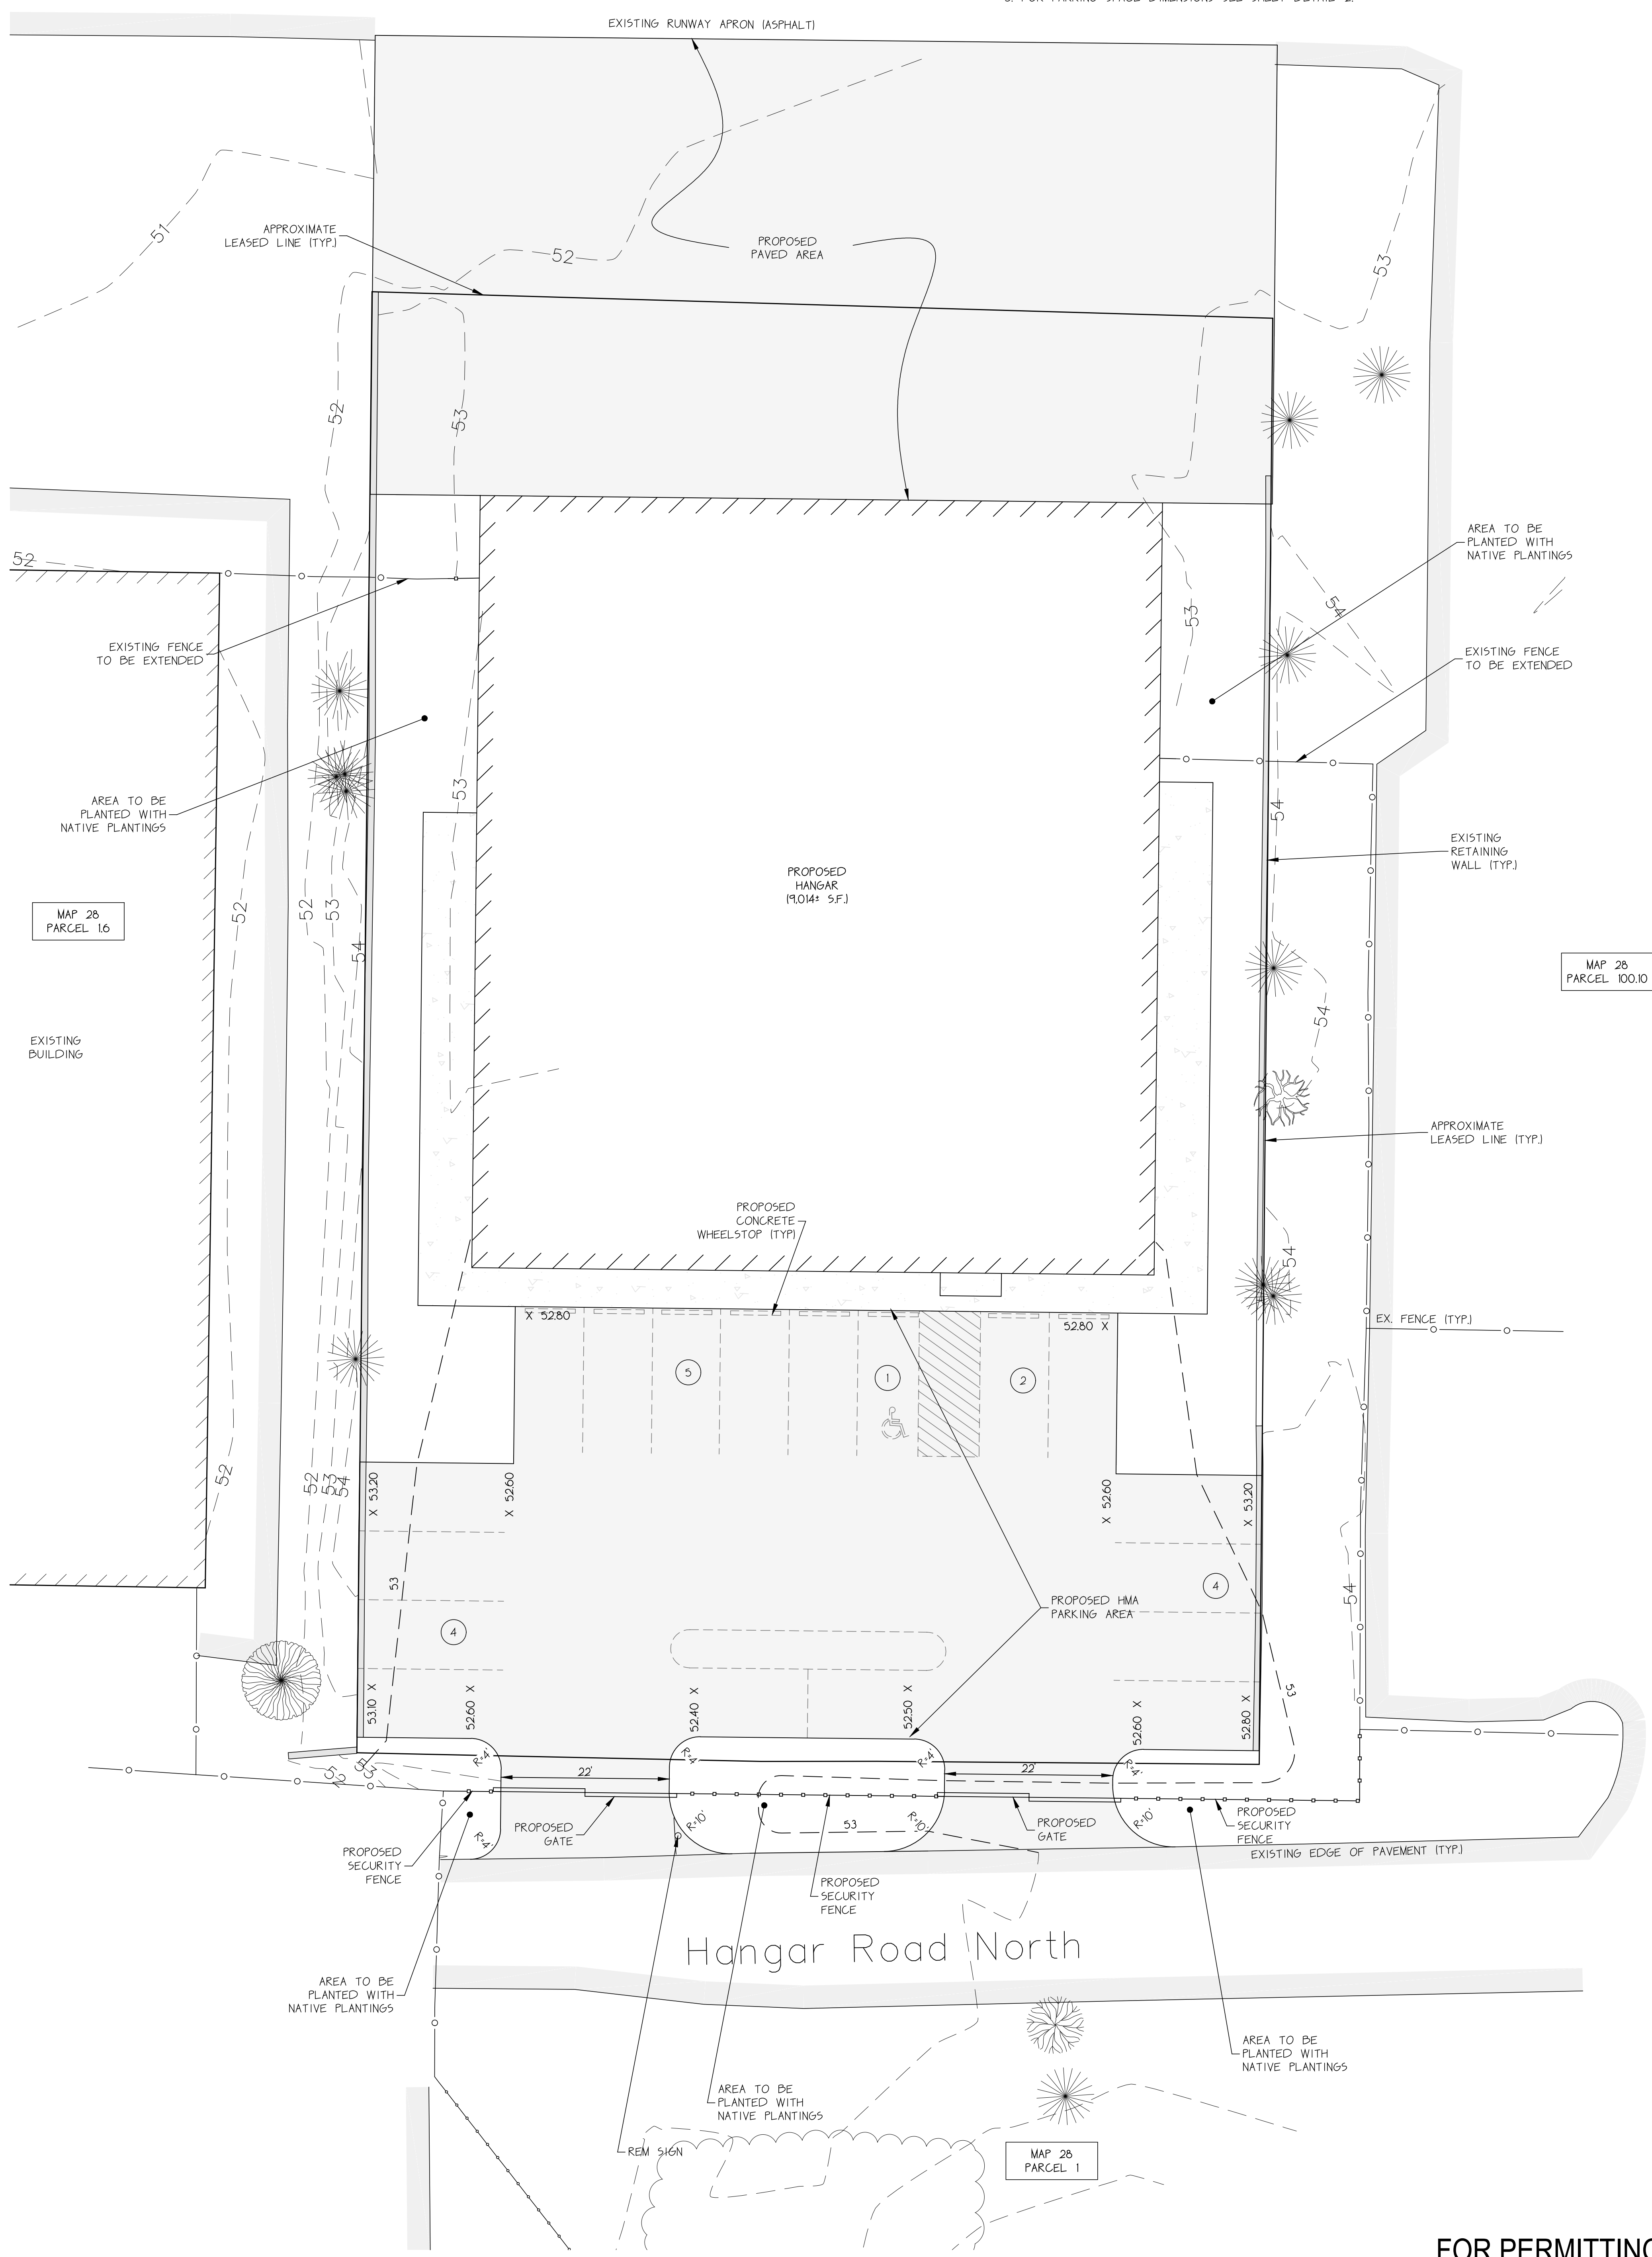 EXISTING RUNWAY APRON (ASPHALT)
51
APPROXIMATE
LEASED LINE (TYP.)
52
PROPOSED
PAVED AREA
53
52
53
52
AREA TO BE
PLANTED WITH
NATIVE PLANTINGS
53
54
EXISTING FENCE
TO BE EXTENDED
EXISTING FENCE
TO BE EXTENDED
53
54
AREA TO BE
PLANTED WITH
NATIVE PLANTINGS
EXISTING
RETAINING
WALL (TYP.)
PROPOSED
HANGAR
(9,014± S.F.)
MAP 28
PARCEL 1.6
52
52
53
54
MAP 28
PARCEL 100.10
54
EXISTING
BUILDING
APPROXIMATE
LEASED LINE (TYP.)
PROPOSED
CONCRETE
WHEELSTOP (TYP)
54
X 52.80
52.80 X
EX. FENCE (TYP.)
5
1
2
52
52
53
54
X 53.20
X 52.60
X 52.60
X 53.20
53
4
4
PROPOSED HMA
PARKING AREA
54
53
53.10 X
52.60 X
52.40 X
52.50 X
52.60 X
52.80 X
R=4'
R=4'
R=4'
R=4'
52
53
22'
22'
R=4'
R=10'
R=10'
R=10'
53
PROPOSED
GATE
PROPOSED
GATE
PROPOSED
SECURITY
FENCE
PROPOSED
SECURITY
FENCE
PROPOSED
SECURITY
FENCE
EXISTING EDGE OF PAVEMENT (TYP.)
Hangar Road North
AREA TO BE
PLANTED WITH
NATIVE PLANTINGS
AREA TO BE
PLANTED WITH
NATIVE PLANTINGS
AREA TO BE
PLANTED WITH
NATIVE PLANTINGS
REM SIGN
MAP 28
PARCEL 1
FOR PERMITTING